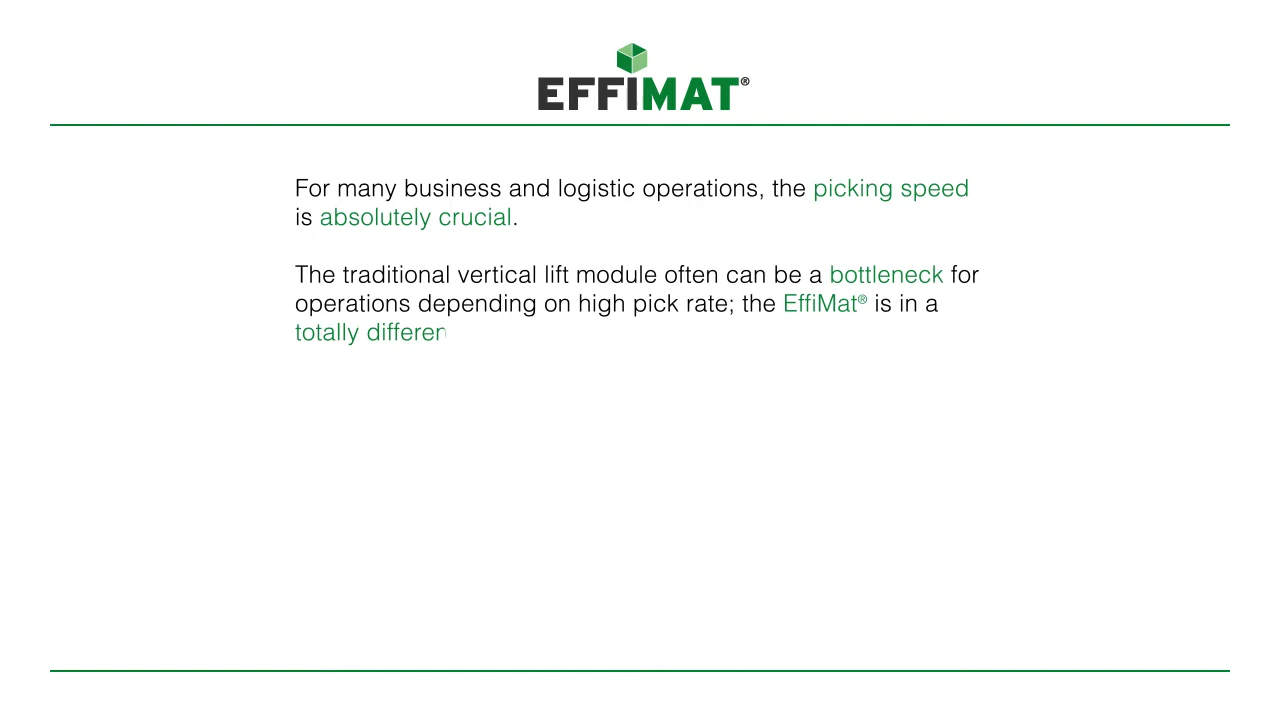 EFFIMAT®
For many business and logistic operations, the picking speed
is absolutely crucial.
The traditional vertical lift module often can be a bottleneck for
operations depending on high pick rate; the EffiMat® is in a
totally differen